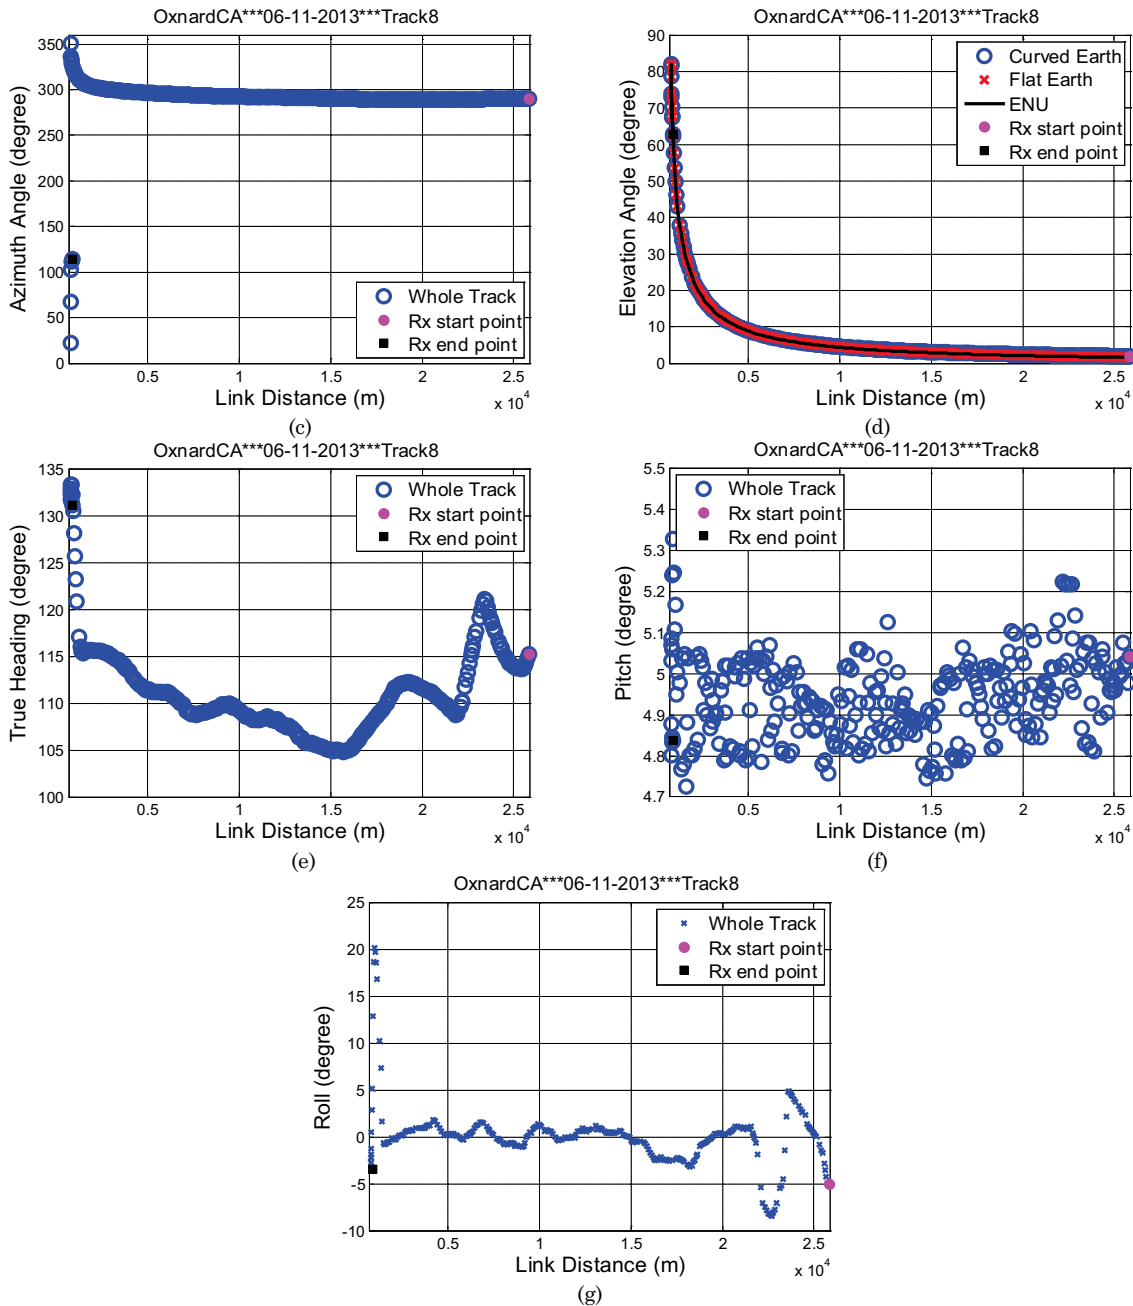 OxnardCA***06-11-2013***Track8
350
300
250
200
150
100
50
0
Azimuth Angle (degree)
Whole Track
Rx start point
Rx end point
0.5
1
1.5
2
2.5
Link Distance (m)
x 10^4
(c)
OxnardCA***06-11-2013***Track8
90
80
70
60
50
40
30
20
10
0
Elevation Angle (degree)
Curved Earth
Flat Earth
ENU
Rx start point
Rx end point
0.5
1
1.5
2
2.5
Link Distance (m)
x 10^4
(d)
OxnardCA***06-11-2013***Track8
135
130
125
120
115
110
105
100
True Heading (degree)
Whole Track
Rx start point
Rx end point
0.5
1
1.5
2
2.5
Link Distance (m)
x 10^4
(e)
OxnardCA***06-11-2013***Track8
5.5
5.4
5.3
5.2
5.1
5
4.9
4.8
4.7
Pitch (degree)
Whole Track
Rx start point
Rx end point
0.5
1
1.5
2
2.5
Link Distance (m)
x 10^4
(f)
OxnardCA***06-11-2013***Track8
25
20
15
10
5
0
-5
-10
Roll (degree)
Whole Track
Rx start point
Rx end point
0.5
1
1.5
2
2.5
Link Distance (m)
x 10^4
(g)